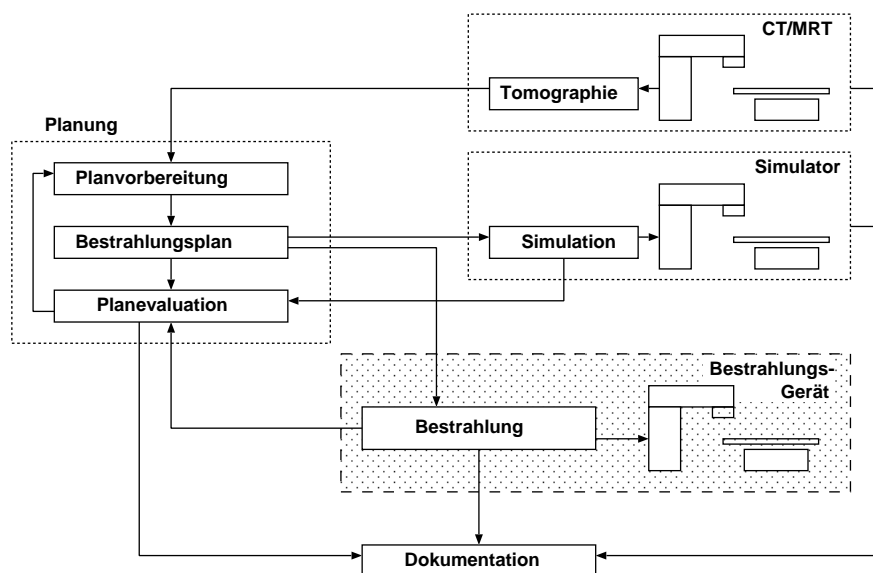 CT/MRT
Tomographie
Planung
Planvorbereitung
Simulator
Bestrahlungsplan
Simulation
Planevaluation
Bestrahlungs-
Gerät
Bestrahlung
Dokumentation